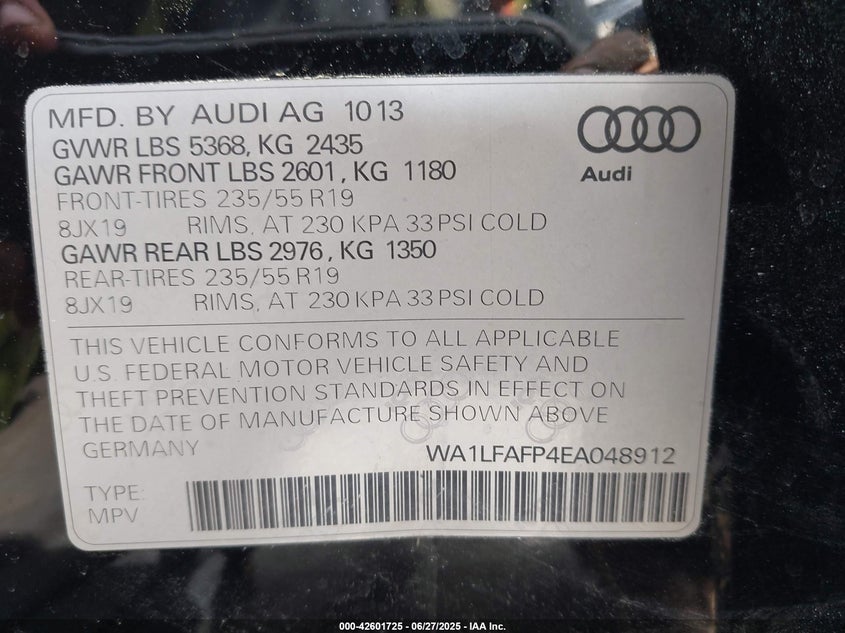 MFD. BY AUDI AG 1013
GVWR LBS 5368, KG 2435
GAWR FRONT LBS 2601, KG 1180
FRONT-TIRES 235/55 R19
8JX19 RIMS, AT 230 KPA 33 PSI COLD
GAWR REAR LBS 2976, KG 1350
REAR-TIRES 235/55 R19
8JX19 RIMS, AT 230 KPA 33 PSI COLD
Audi
THIS VEHICLE CONFORMS TO ALL APPLICABLE
U.S. FEDERAL MOTOR VEHICLE SAFETY AND
THEFT PREVENTION STANDARDS IN EFFECT ON
THE DATE OF MANUFACTURE SHOWN ABOVE
GERMANY
WA1LFAFP4EA048912
TYPE:
MPV
000-42601725 - 06/27/2025 - IAA Inc.